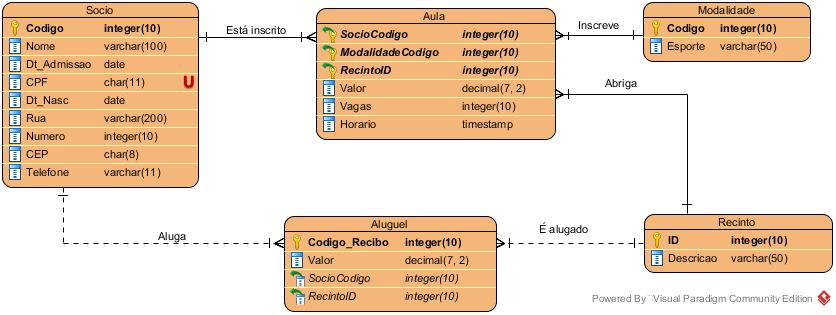 Socio
Codigo integer(10)
Nome varchar(100)
Dt_Admissao date
CPF char(11) U
Dt_Nasc date
Rua varchar(200)
Numero integer(10)
CEP char(8)
Telefone varchar(11)
Está inscrito
Aula
SocioCodigo integer(10)
ModalidadeCodigo integer(10)
RecintoID integer(10)
Valor decimal(7, 2)
Vagas integer(10)
Horario timestamp
Inscreve
Modalidade
Codigo integer(10)
Esporte varchar(50)
Abriga
Aluga
Aluguel
Codigo_Recibo integer(10)
Valor decimal(7, 2)
SocioCodigo integer(10)
RecintoID integer(10)
É alugado
Recinto
ID integer(10)
Descricao varchar(50)
Powered By Visual Paradigm Community Edition